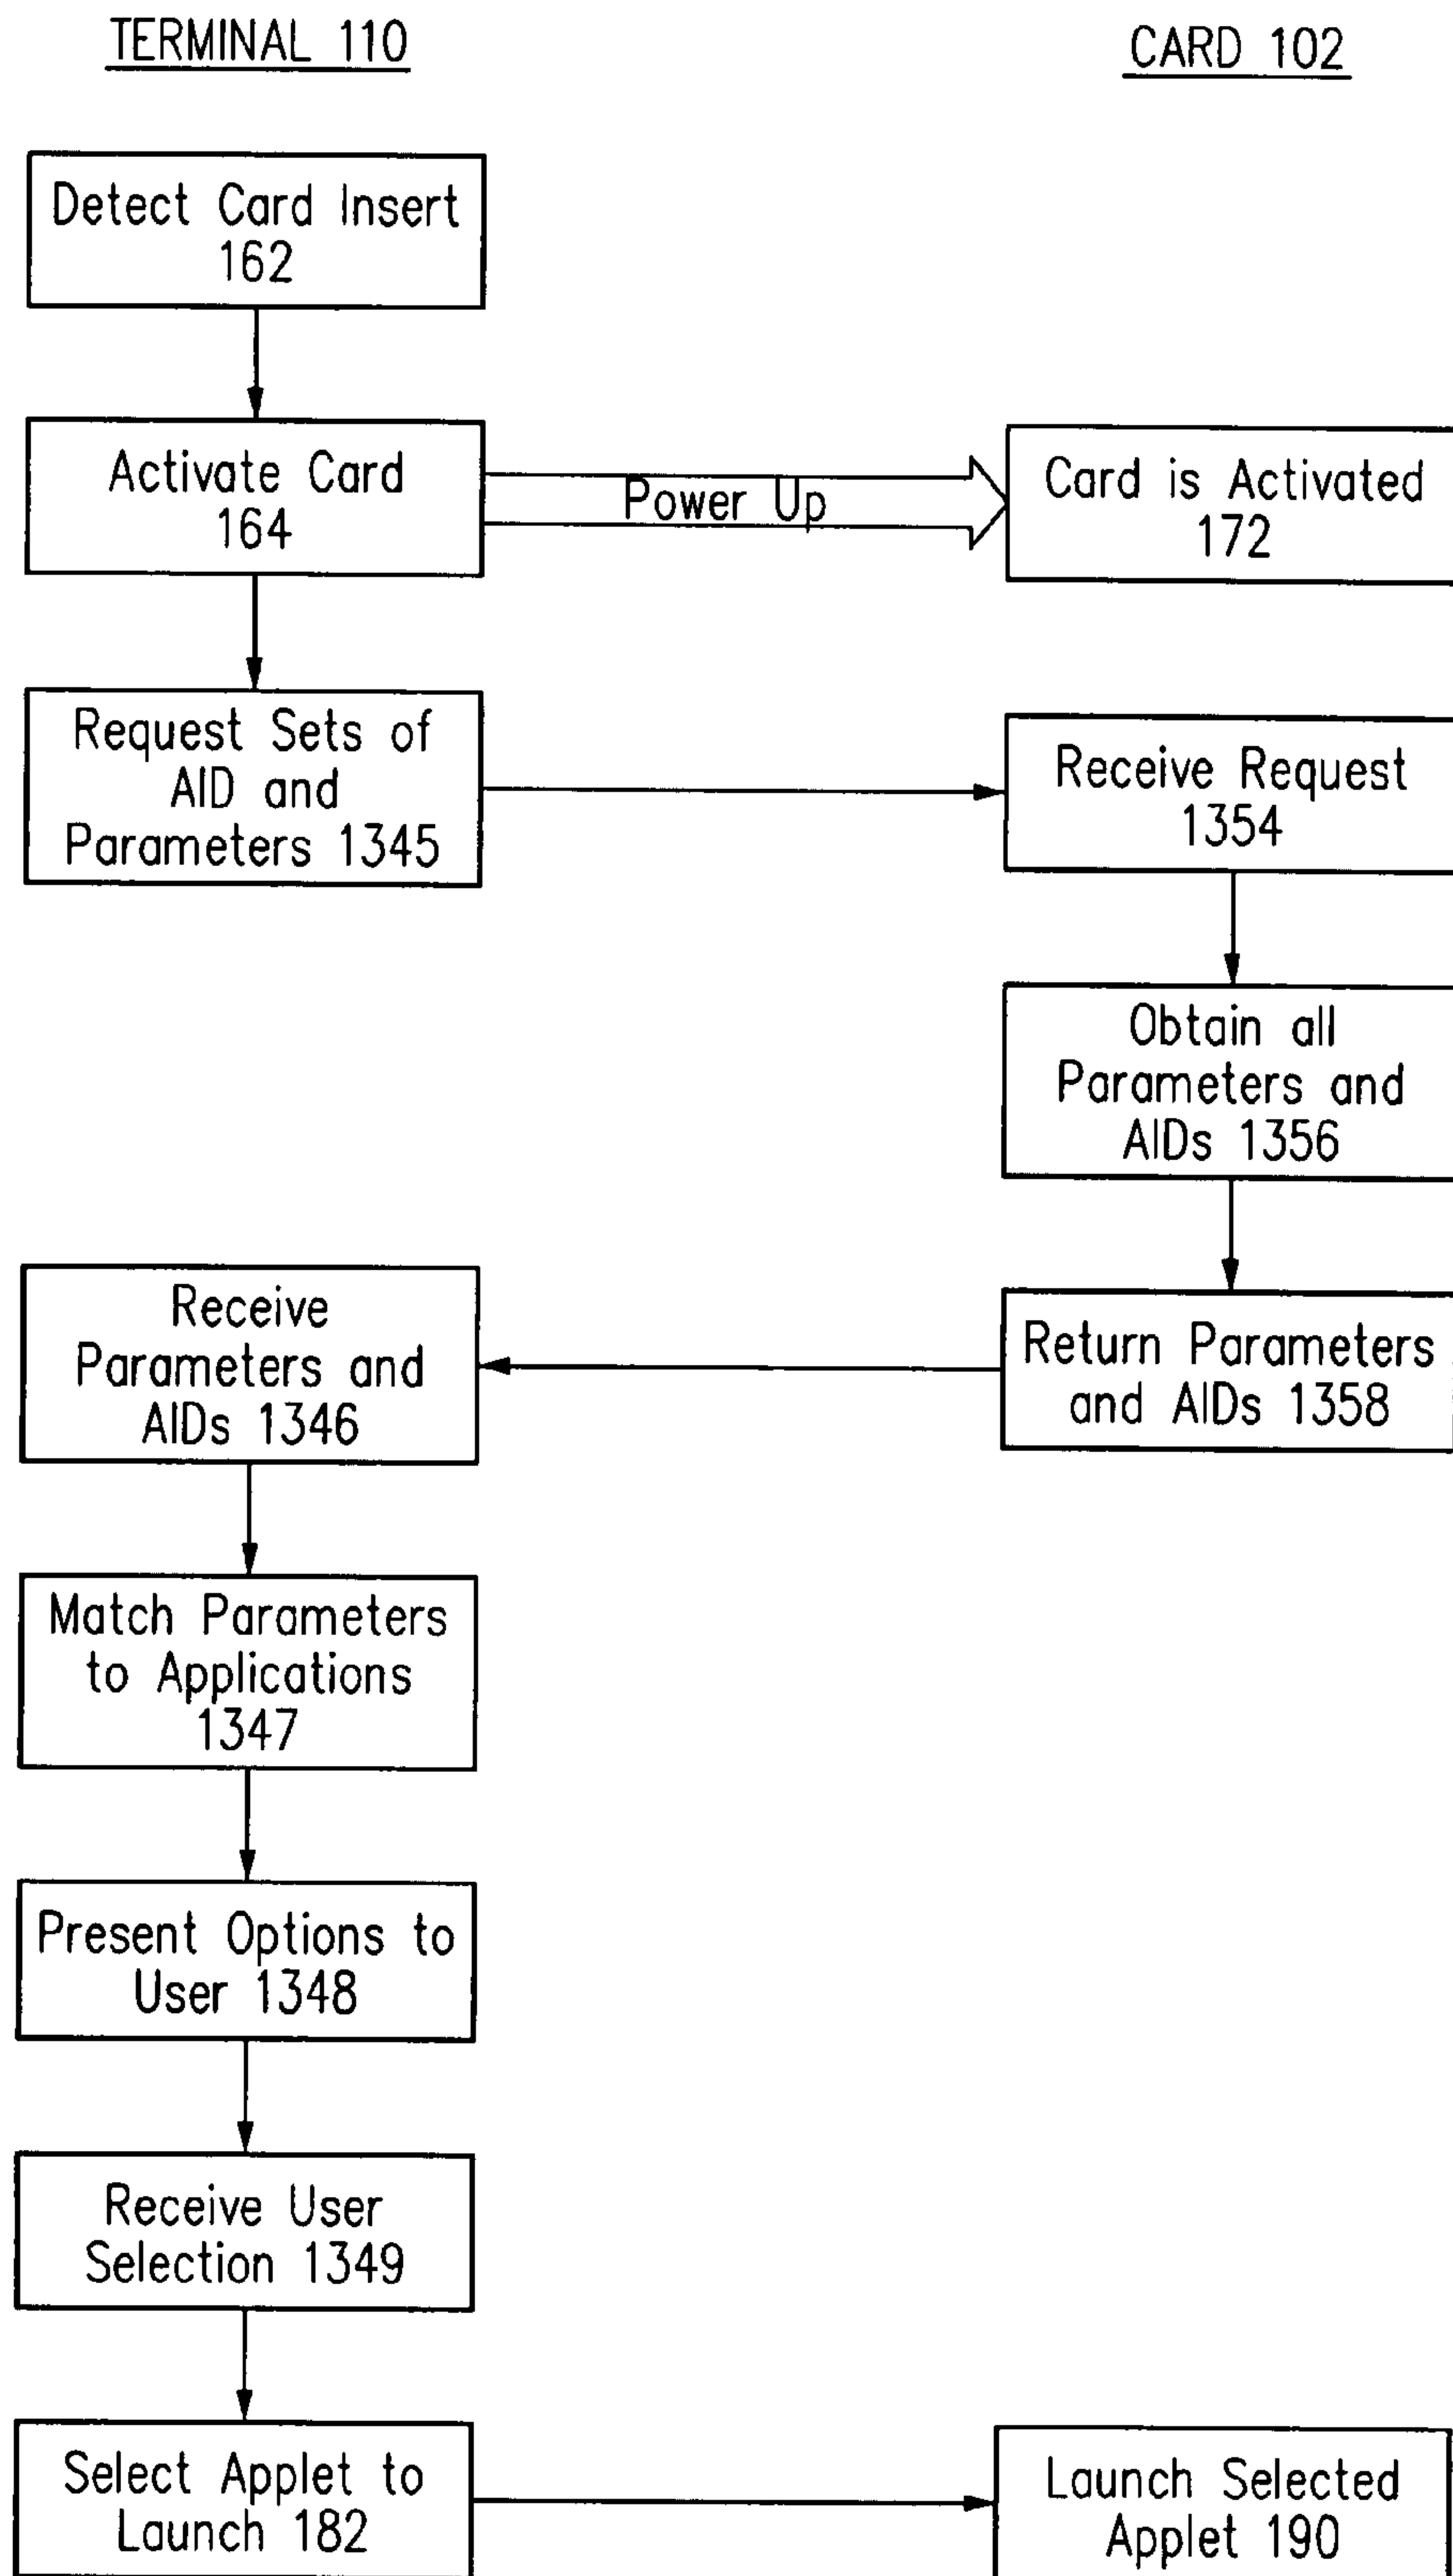 TERMINAL 110
CARD 102
Detect Card Insert
162
Activate Card
164
Power Up
Card is Activated
172
Request Sets of
AID and
Parameters 1345
Receive Request
1354
Obtain all
Parameters and
AIDs 1356
Return Parameters
and AIDs 1358
Receive
Parameters and
AIDs 1346
Match Parameters
to Applications
1347
Present Options to
User 1348
Receive User
Selection 1349
Select Applet to
Launch 182
Launch Selected
Applet 190